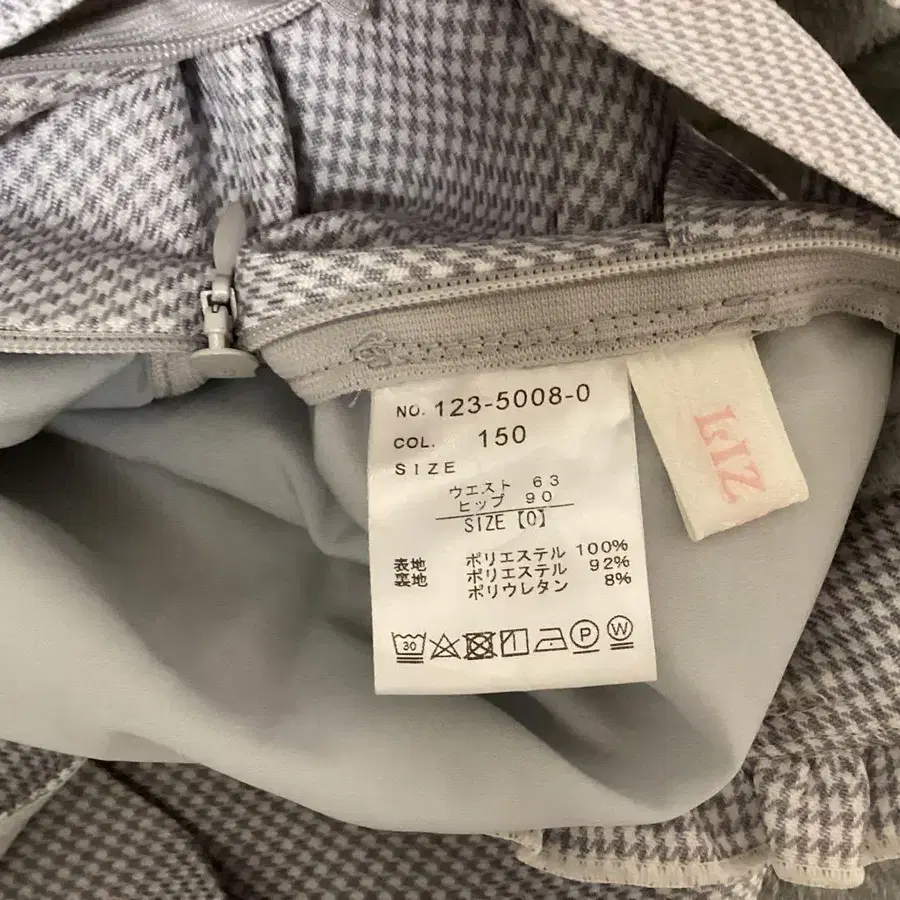 NO. 123-5008-0
COL. 150
SIZE
ウエスト 63
ヒップ 90
SIZE【0】
表地 ポリエステル 100%
裏地 ポリエステル 92%
ポリウレタン 8%
30
P
W
LIZ